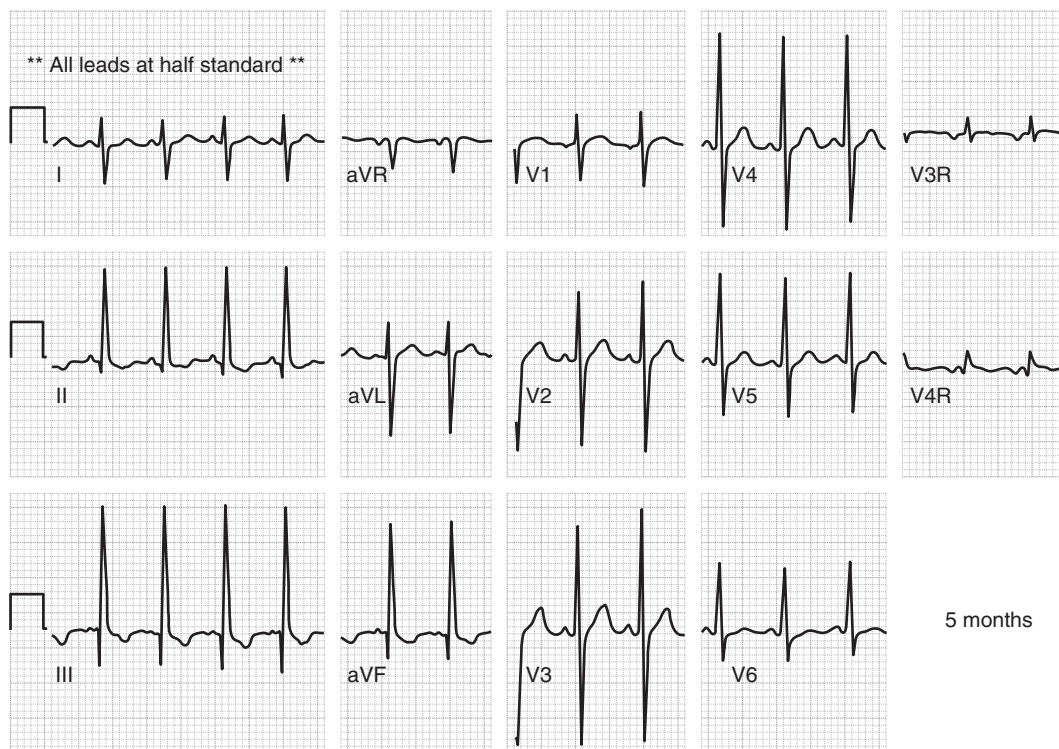 ** All leads at half standard **
I
aVR
V1
V4
V3R
II
aVL
V2
V5
V4R
III
aVF
V3
V6
5 months